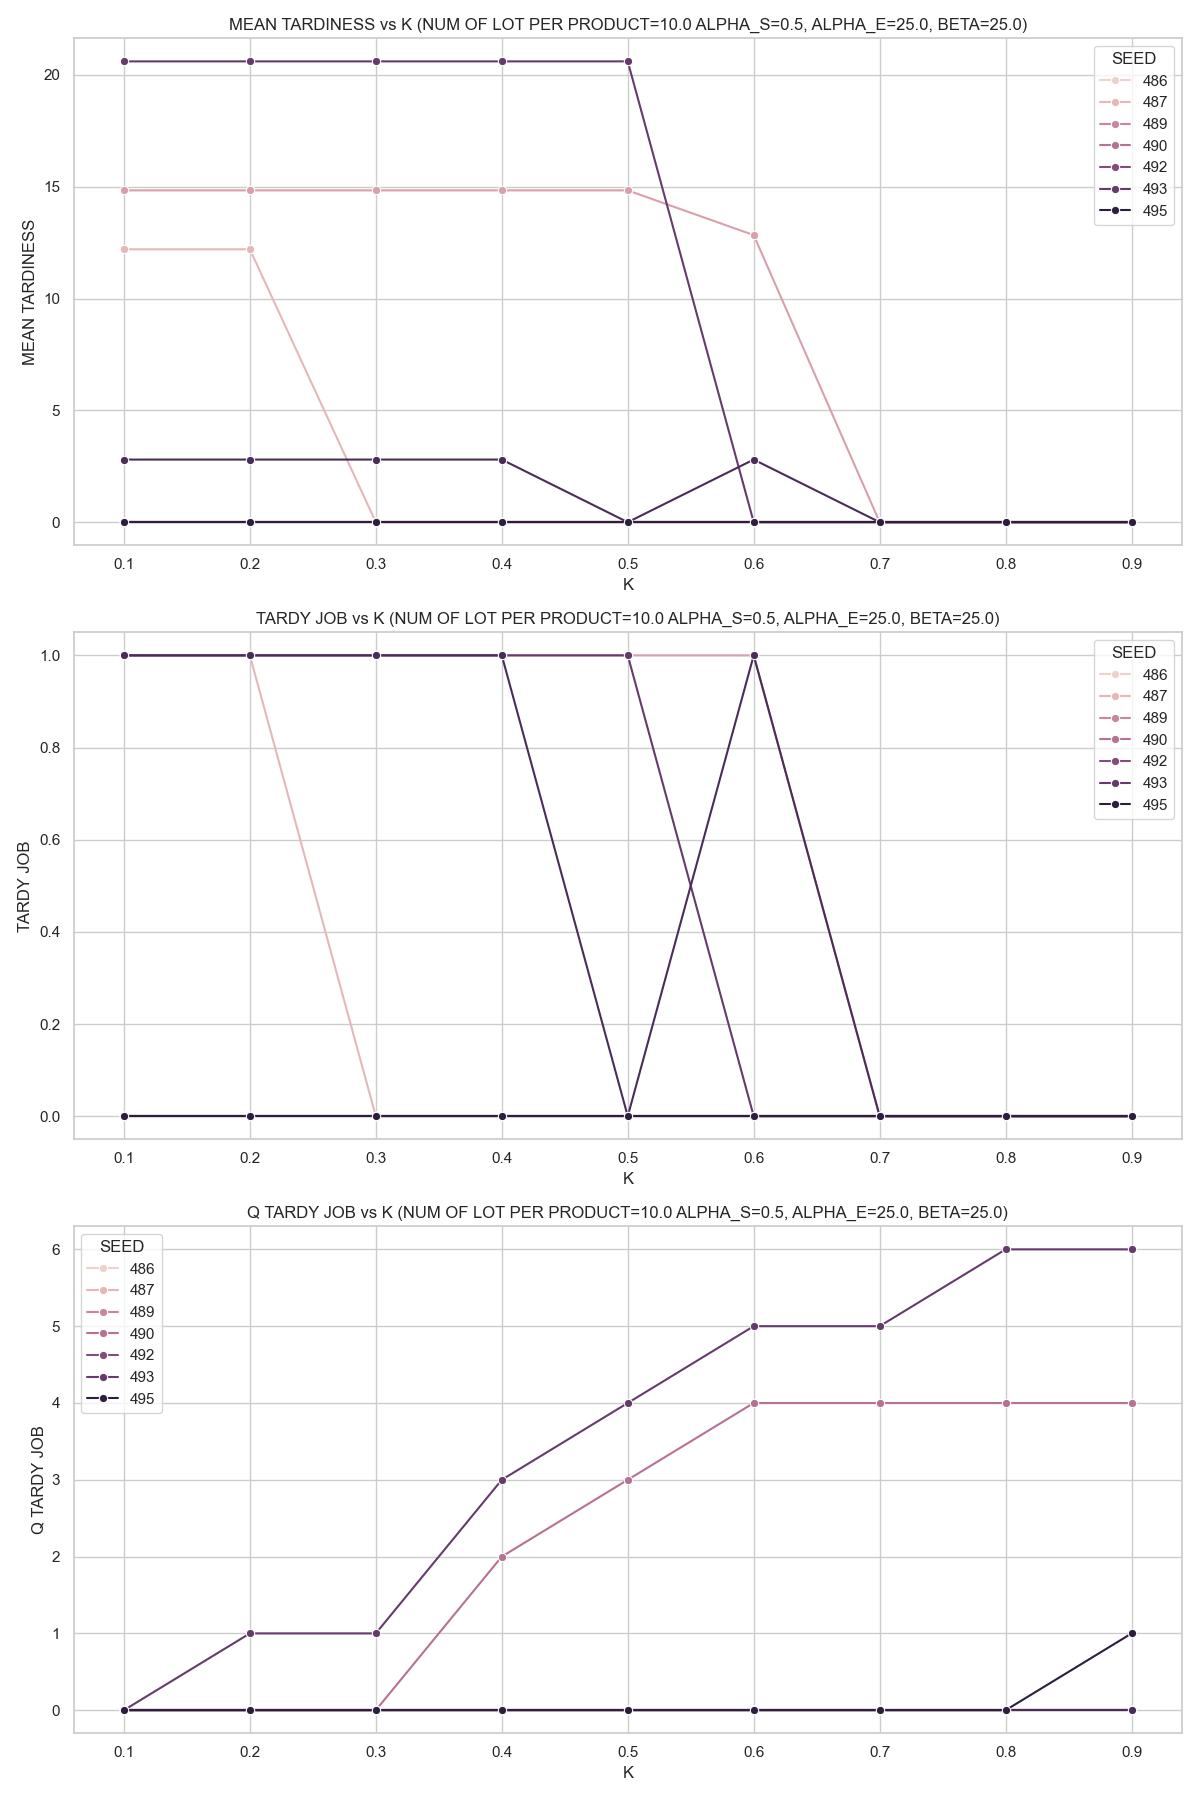 MEAN TARDINESS vs K (NUM OF LOT PER PRODUCT=10.0 ALPHA_S=0.5, ALPHA_E=25.0, BETA=25.0)
SEED
486
487
489
490
492
493
495
20
15
10
5
0
MEAN TARDINESS
0.1 0.2 0.3 0.4 0.5 0.6 0.7 0.8 0.9
K
TARDY JOB vs K (NUM OF LOT PER PRODUCT=10.0 ALPHA_S=0.5, ALPHA_E=25.0, BETA=25.0)
SEED
486
487
489
490
492
493
495
1.0
0.8
0.6
0.4
0.2
0.0
TARDY JOB
0.1 0.2 0.3 0.4 0.5 0.6 0.7 0.8 0.9
K
Q TARDY JOB vs K (NUM OF LOT PER PRODUCT=10.0 ALPHA_S=0.5, ALPHA_E=25.0, BETA=25.0)
SEED
486
487
489
490
492
493
495
6
5
4
3
2
1
0
Q TARDY JOB
0.1 0.2 0.3 0.4 0.5 0.6 0.7 0.8 0.9
K